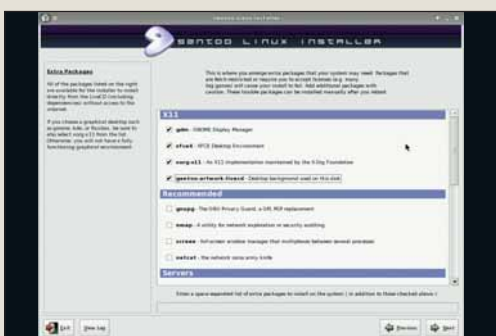 GENTOO LINUX INSTALLER
Extra Packages
All of the packages listed on the right
are available for the installer to install
directly from the LiveCD (including
dependencies) without access to the
internet.
If you choose a graphical desktop such
as gnome, kde, or fluxbox, be sure to
also select xorg-x11 from the list.
Otherwise, you will not have a fully
functioning graphical environment.
This is where you emerge extra packages that your system may need. Packages that
are fetch-restricted or require you to accept licenses (e.g. many
big games) will cause your install to fail. Add additional packages with
caution. These trouble packages can be installed manually after you reboot.
X11
gdm - GNOME Display Manager
xfce4 - XFCE Desktop Environment
xorg-x11 - An X11 implementation maintained by the X.Org Foundation
gentoo-artwork-livecd - Desktop background used on this disk
Recommended
gnupg - The GNU Privacy Guard, a GPL PGP replacement
nmap - A utility for network exploration or security auditing
screen - full-screen window manager that multiplexes between several processes
netcat - the network swiss army knife
Servers
Enter a space-depended list of extra packages to install on the system ( in addition to those checked above )
Exit
View Log
Previous
Next